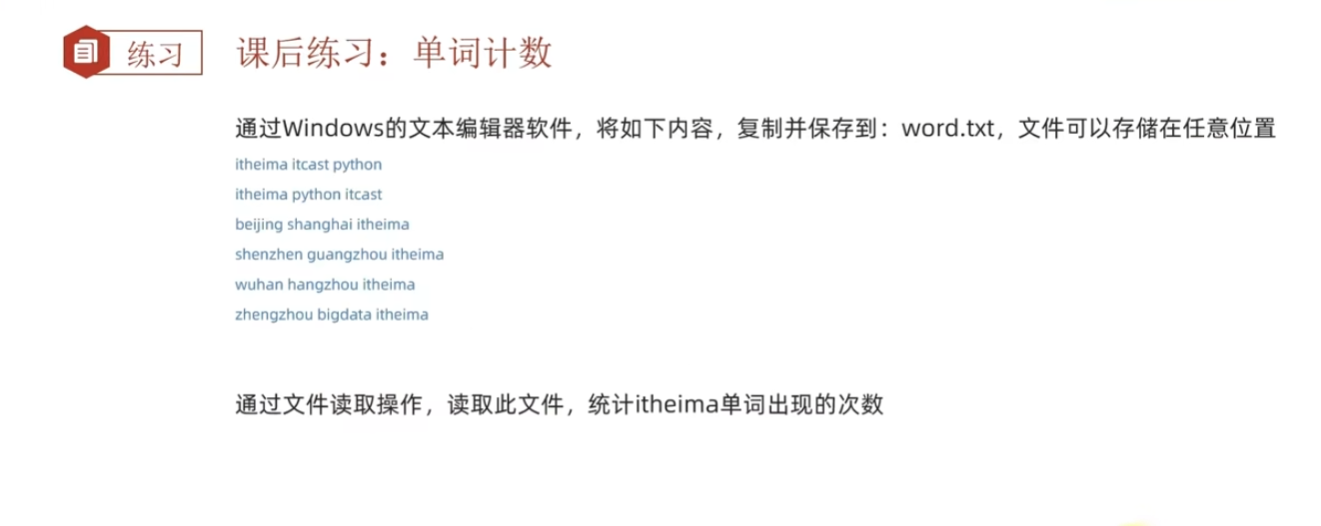 练习
课后练习：单词计数
通过Windows的文本编辑器软件，将如下内容，复制并保存到：word.txt，文件可以存储在任意位置
itheima itcast python
itheima python itcast
beijing shanghai itheima
shenzhen guangzhou itheima
wuhan hangzhou itheima
zhengzhou bigdata itheima
通过文件读取操作，读取此文件，统计itheima单词出现的次数